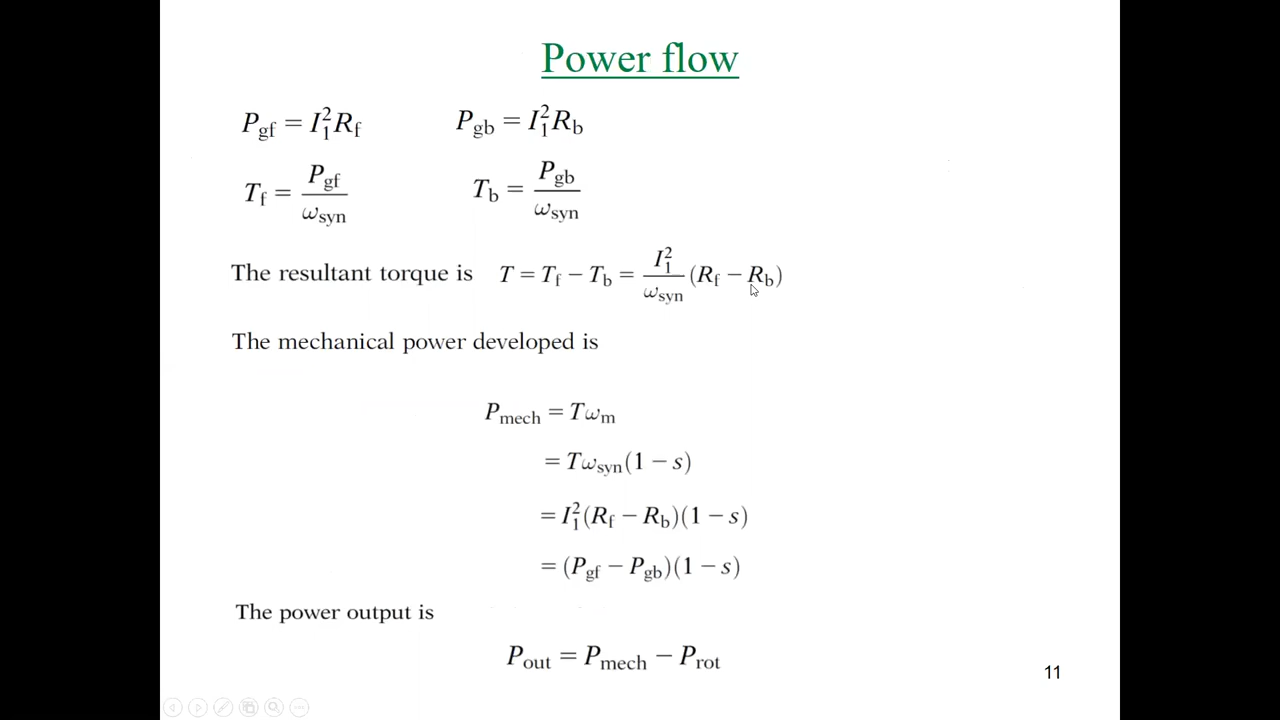 Power flow
P_gf = I_1^2 R_f    P_gb = I_1^2 R_b
T_f = P_gf / ω_syn    T_b = P_gb / ω_syn
The resultant torque is T = T_f − T_b = I_1^2 / ω_syn (R_f − R_b)
The mechanical power developed is
P_mech = Tω_m
= Tω_syn(1 − s)
= I_1^2(R_f − R_b)(1 − s)
= (P_gf − P_gb)(1 − s)
The power output is
P_out = P_mech − P_rot
11